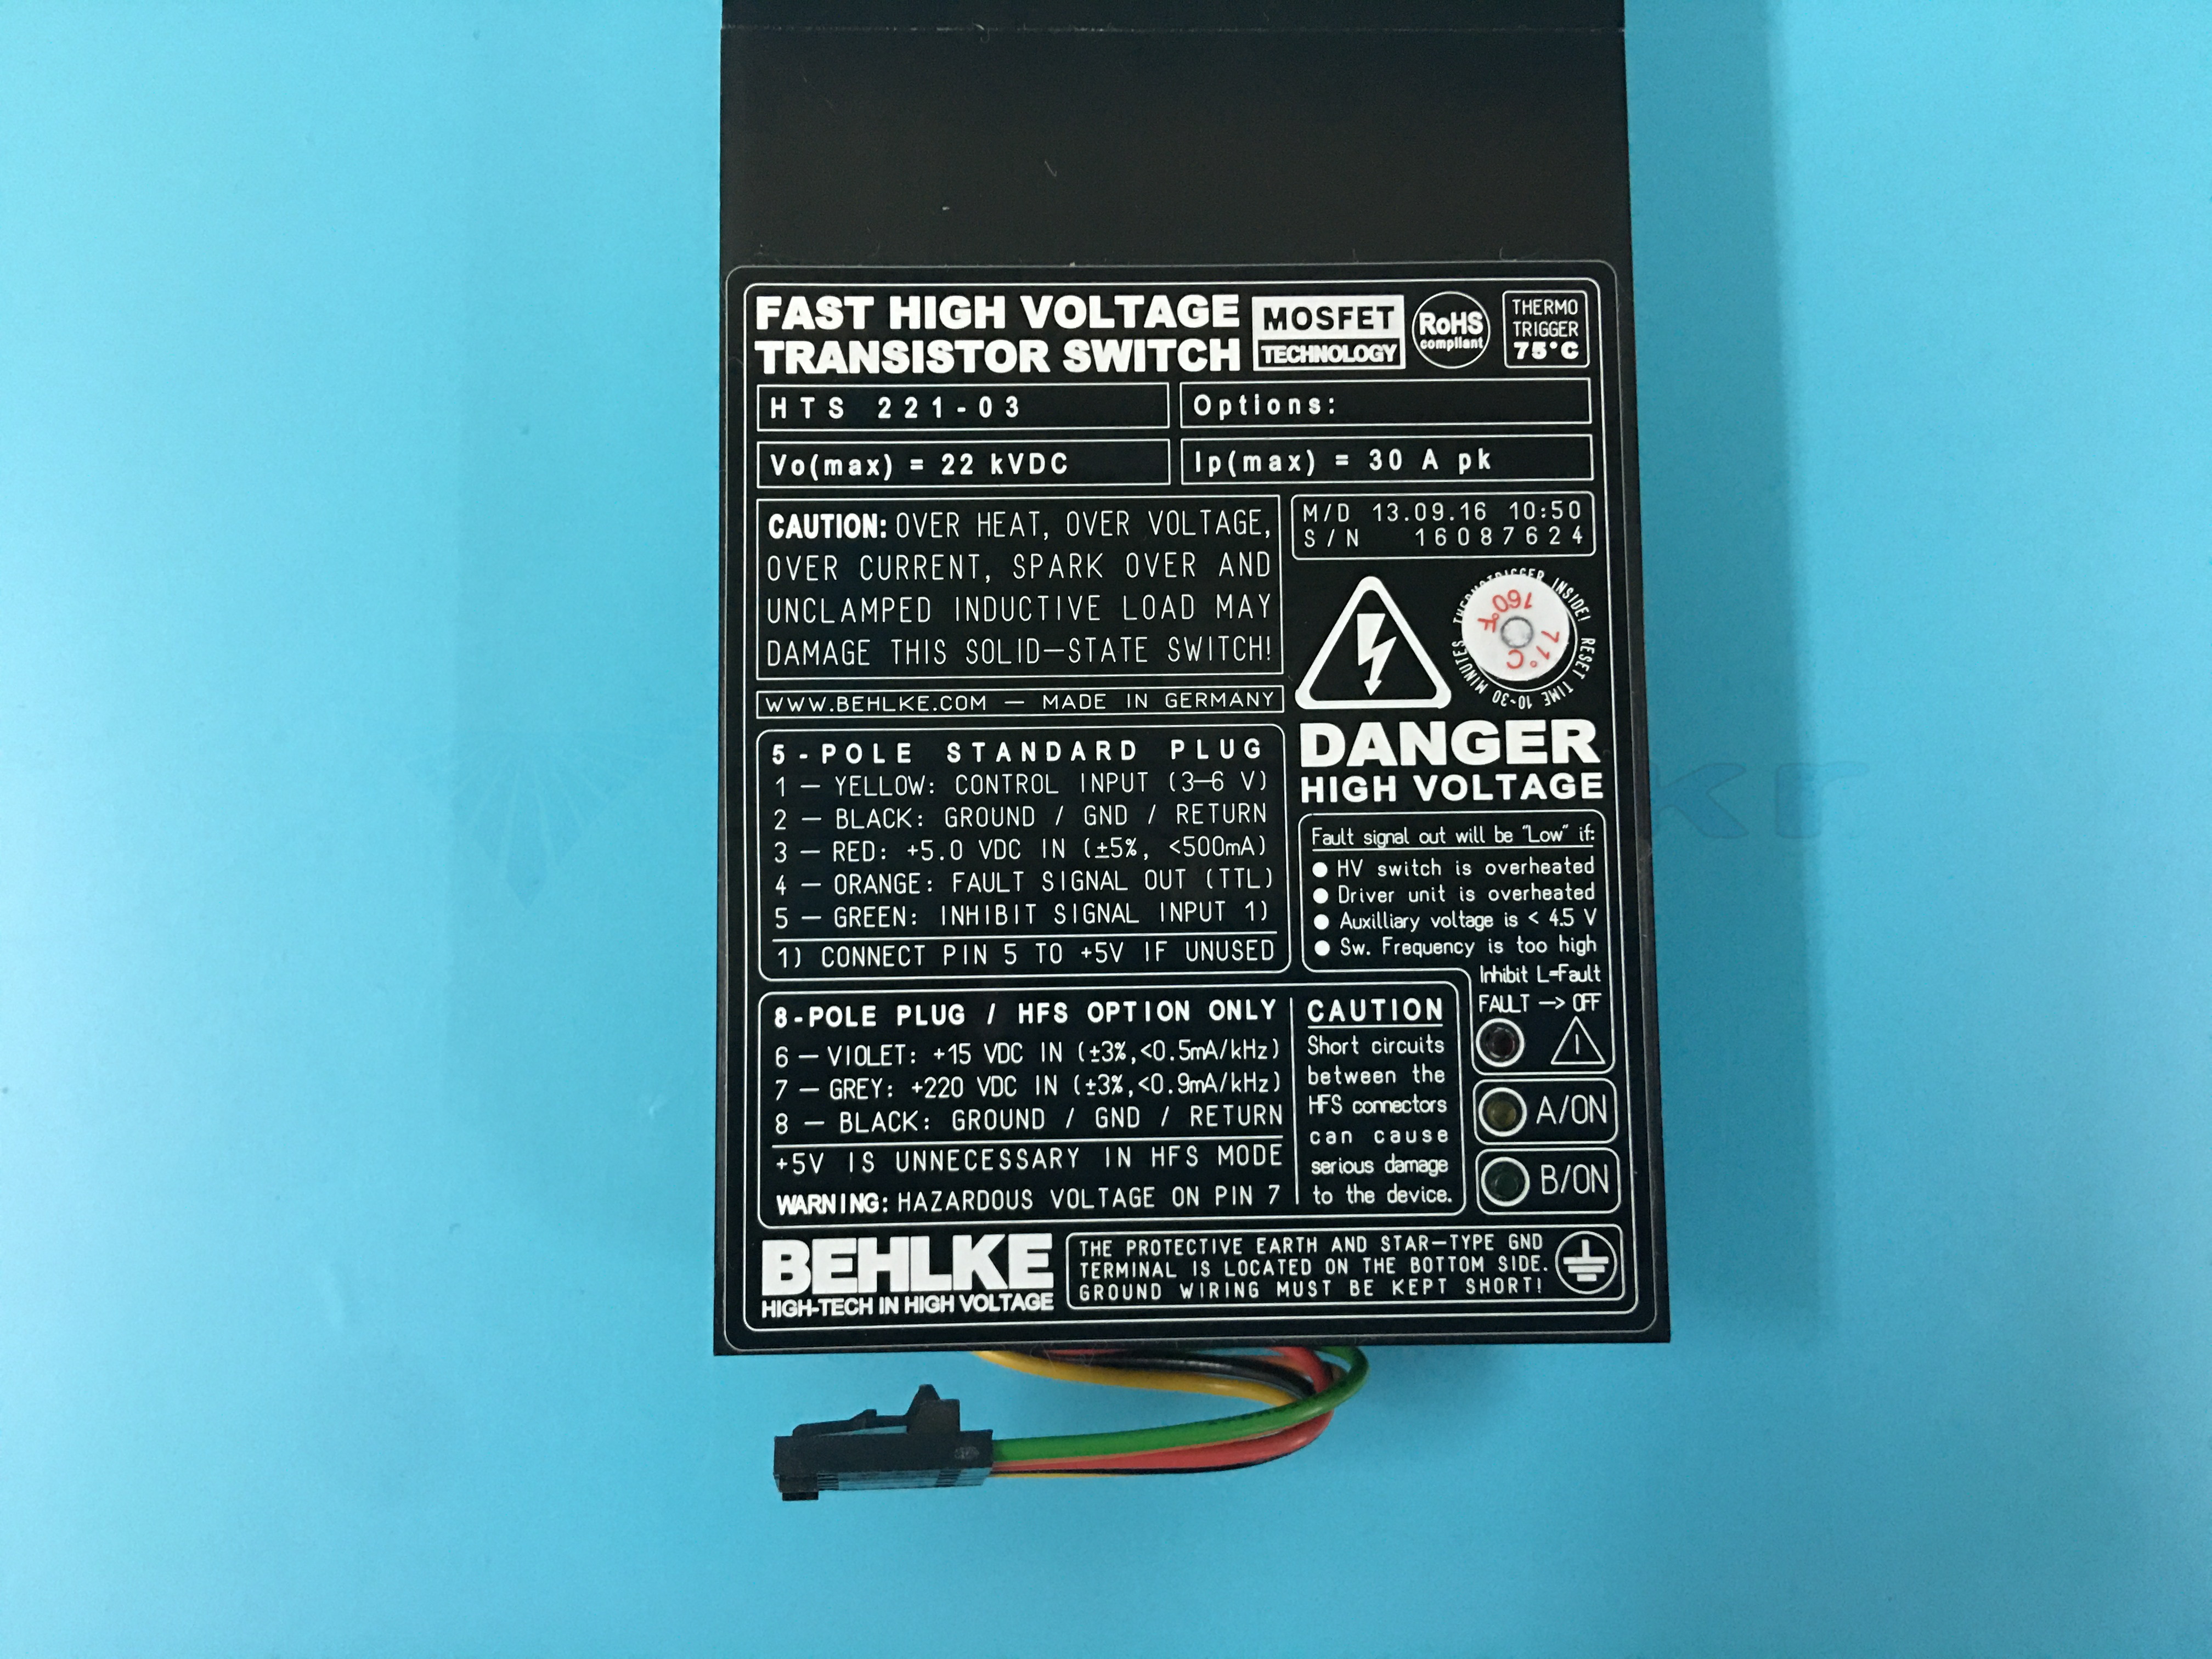 FAST HIGH VOLTAGE
TRANSISTOR SWITCH
MOSFET
TECHNOLOGY
RoHS
compliant
THERMO
TRIGGER
75°C
HTS 221-03
Options:
Vo(max) = 22 kVDC
Ip(max) = 30 A pk
CAUTION: OVER HEAT, OVER VOLTAGE,
OVER CURRENT, SPARK OVER AND
UNCLAMPED INDUCTIVE LOAD MAY
DAMAGE THIS SOLID-STATE SWITCH!
M/D 13.09.16 10:50
S/N 16087624
INSIDE! RESET TIME 10-30 MINUTES
160°F
71°C
WWW.BEHLKE.COM — MADE IN GERMANY
DANGER
HIGH VOLTAGE
5-POLE STANDARD PLUG
1 — YELLOW: CONTROL INPUT (3-6 V)
2 — BLACK: GROUND / GND / RETURN
3 — RED: +5.0 VDC IN (±5%, <500mA)
4 — ORANGE: FAULT SIGNAL OUT (TTL)
5 — GREEN: INHIBIT SIGNAL INPUT 1)
1) CONNECT PIN 5 TO +5V IF UNUSED
Fault signal out will be "Low" if:
● HV switch is overheated
● Driver unit is overheated
● Auxilliary voltage is < 4.5 V
● Sw. Frequency is too high
Inhibit L=Fault
FAULT —> OFF
A/ON
B/ON
8-POLE PLUG / HFS OPTION ONLY
6 — VIOLET: +15 VDC IN (±3%,<0.5mA/kHz)
7 — GREY: +220 VDC IN (±3%,<0.9mA/kHz)
8 — BLACK: GROUND / GND / RETURN
+5V IS UNNECESSARY IN HFS MODE
WARNING: HAZARDOUS VOLTAGE ON PIN 7
CAUTION
Short circuits
between the
HFS connectors
can cause
serious damage
to the device.
BEHLKE
HIGH-TECH IN HIGH VOLTAGE
THE PROTECTIVE EARTH AND STAR-TYPE GND
TERMINAL IS LOCATED ON THE BOTTOM SIDE.
GROUND WIRING MUST BE KEPT SHORT!